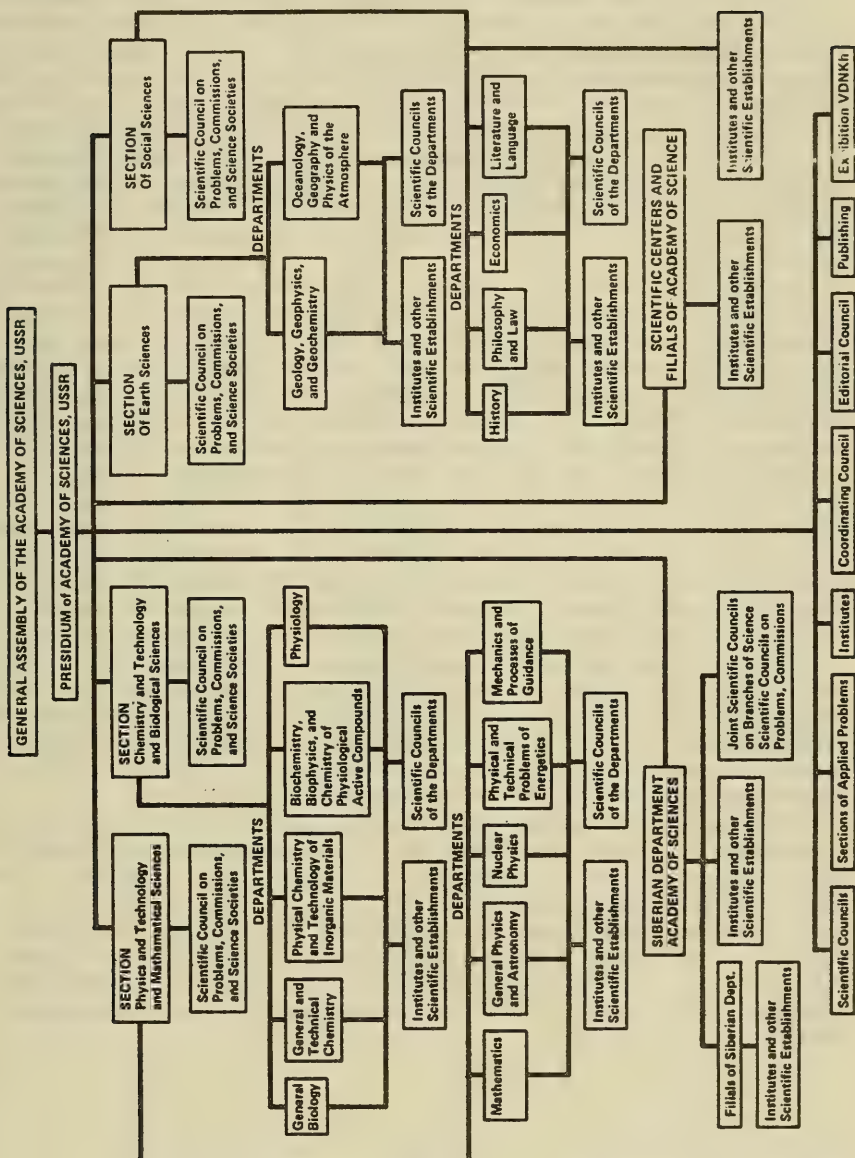 GENERAL ASSEMBLY OF THE ACADEMY OF SCIENCES, USSR
PRESIDIUM of ACADEMY OF SCIENCES, USSR
SECTION
Physics and Technology
and Mathematical Sciences
Scientific Council on
Problems, Commissions,
and Science Societies
SECTION
Chemistry and Technology
and Biological Sciences
Scientific Council on
Problems, Commissions,
and Science Societies
SECTION
Of Earth Sciences
Scientific Council on
Problems, Commissions,
and Science Societies
SECTION
Of Social Sciences
Scientific Council on
Problems, Commissions,
and Science Societies
DEPARTMENTS
General
Biology
General and
Technical
Chemistry
Physical Chemistry
and Technology of
Inorganic Materials
Biochemistry,
Biophysics, and
Chemistry of
Physiological
Active Compounds
Physiology
Institutes and other
Scientific Establishments
Scientific Councils
of the Departments
DEPARTMENTS
Geology, Geophysics,
and Geochemistry
Oceanology,
Geography and
Physics of the
Atmosphere
Institutes and other
Scientific Establishments
Scientific Councils
of the Departments
DEPARTMENTS
Mathematics
General Physics
and Astronomy
Nuclear
Physics
Physical and
Technical
Problems of
Energetics
Mechanics and
Processes of
Guidance
Institutes and other
Scientific Establishments
Scientific Councils
of the Departments
DEPARTMENTS
History
Philosophy
and Law
Economics
Literature and
Language
Institutes and other
Scientific Establishments
Scientific Councils
of the Departments
SIBERIAN DEPARTMENT
ACADEMY OF SCIENCES
Filials of Siberian Dept.
Institutes and other
Scientific Establishments
Institutes and other
Scientific Establishments
Joint Scientific Councils
on Branches of Science
Scientific Councils on
Problems, Commissions
SCIENTIFIC CENTERS AND
FILIALS OF ACADEMY OF SCIENCE
Institutes and other
Scientific Establishments
Institutes and other
Scientific Establishments
Scientific Councils
Sections of Applied Problems
Institutes
Coordinating Council
Editorial Council
Publishing
Exhibition VDNKh